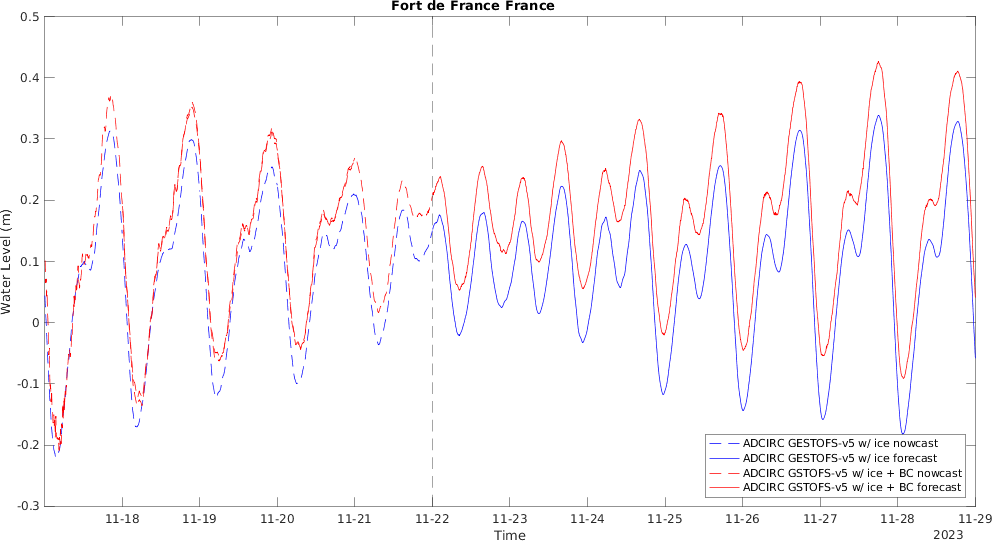 Fort de France France
0.5
0.4
0.3
0.2
0.1
0
-0.1
-0.2
-0.3
Water Level (m)
11-18 11-19 11-20 11-21 11-22 11-23 11-24 11-25 11-26 11-27 11-28 11-29
Time
2023
ADCIRC GESTOFS-v5 w/ ice nowcast
ADCIRC GESTOFS-v5 w/ ice forecast
ADCIRC GSTOFS-v5 w/ ice + BC nowcast
ADCIRC GSTOFS-v5 w/ ice + BC forecast